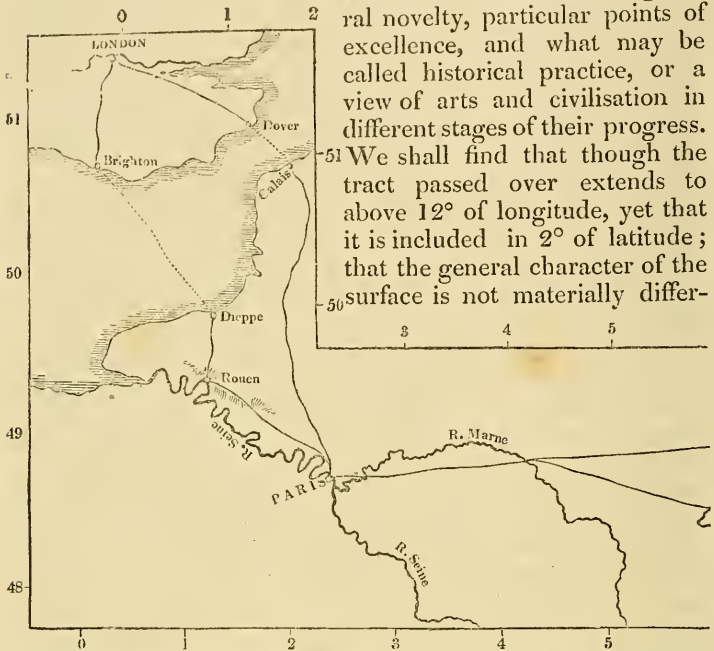 0 1 2
ral novelty, particular points of
excellence, and what may be
called historical practice, or a
view of arts and civilisation in
different stages of their progress.
We shall find that though the
tract passed over extends to
above 12° of longitude, yet that
it is included in 2° of latitude;
that the general character of the
surface is not materially differ-
LONDON
51
Dover
51
Brighton
Calais
50
50
Dieppe
3 4 5
Rouen
49
R. Seine
R. Marne
PARIS
R. Seine
48
0 1 2 3 4 5